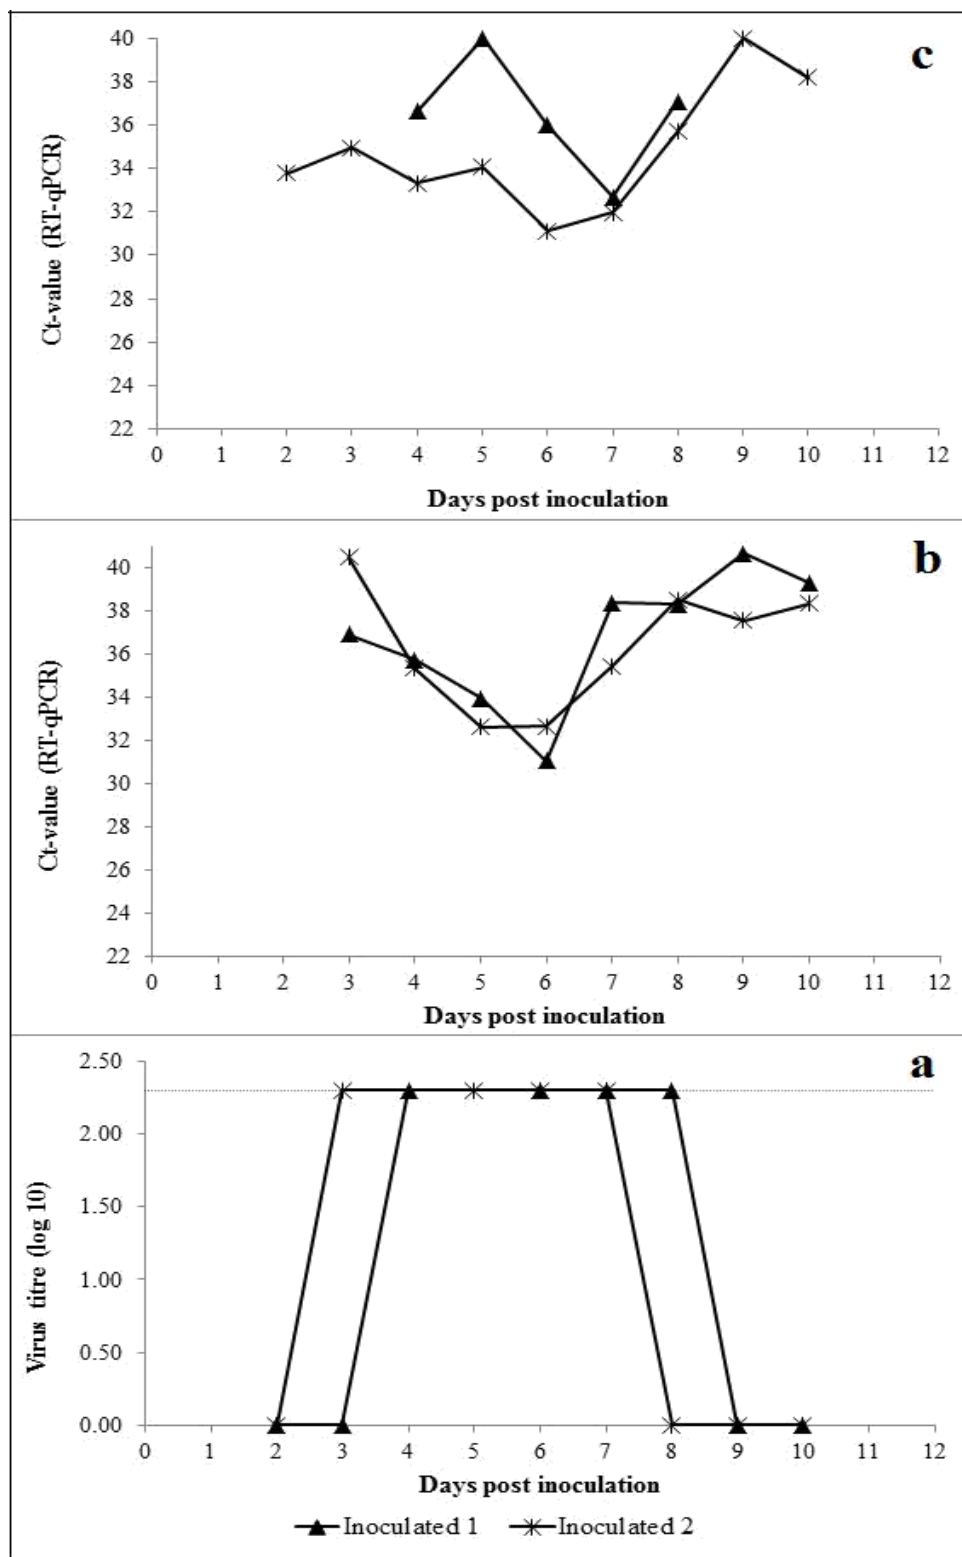 c
Ct-value (RT-qPCR)
40
38
36
34
32
30
28
26
24
22
0 1 2 3 4 5 6 7 8 9 10 11 12
Days post inoculation
b
Ct-value (RT-qPCR)
40
38
36
34
32
30
28
26
24
22
0 1 2 3 4 5 6 7 8 9 10 11 12
Days post inoculation
a
Virus titre (log 10)
2.50
2.00
1.50
1.00
0.50
0.00
0 1 2 3 4 5 6 7 8 9 10 11 12
Days post inoculation
Inoculated 1 Inoculated 2